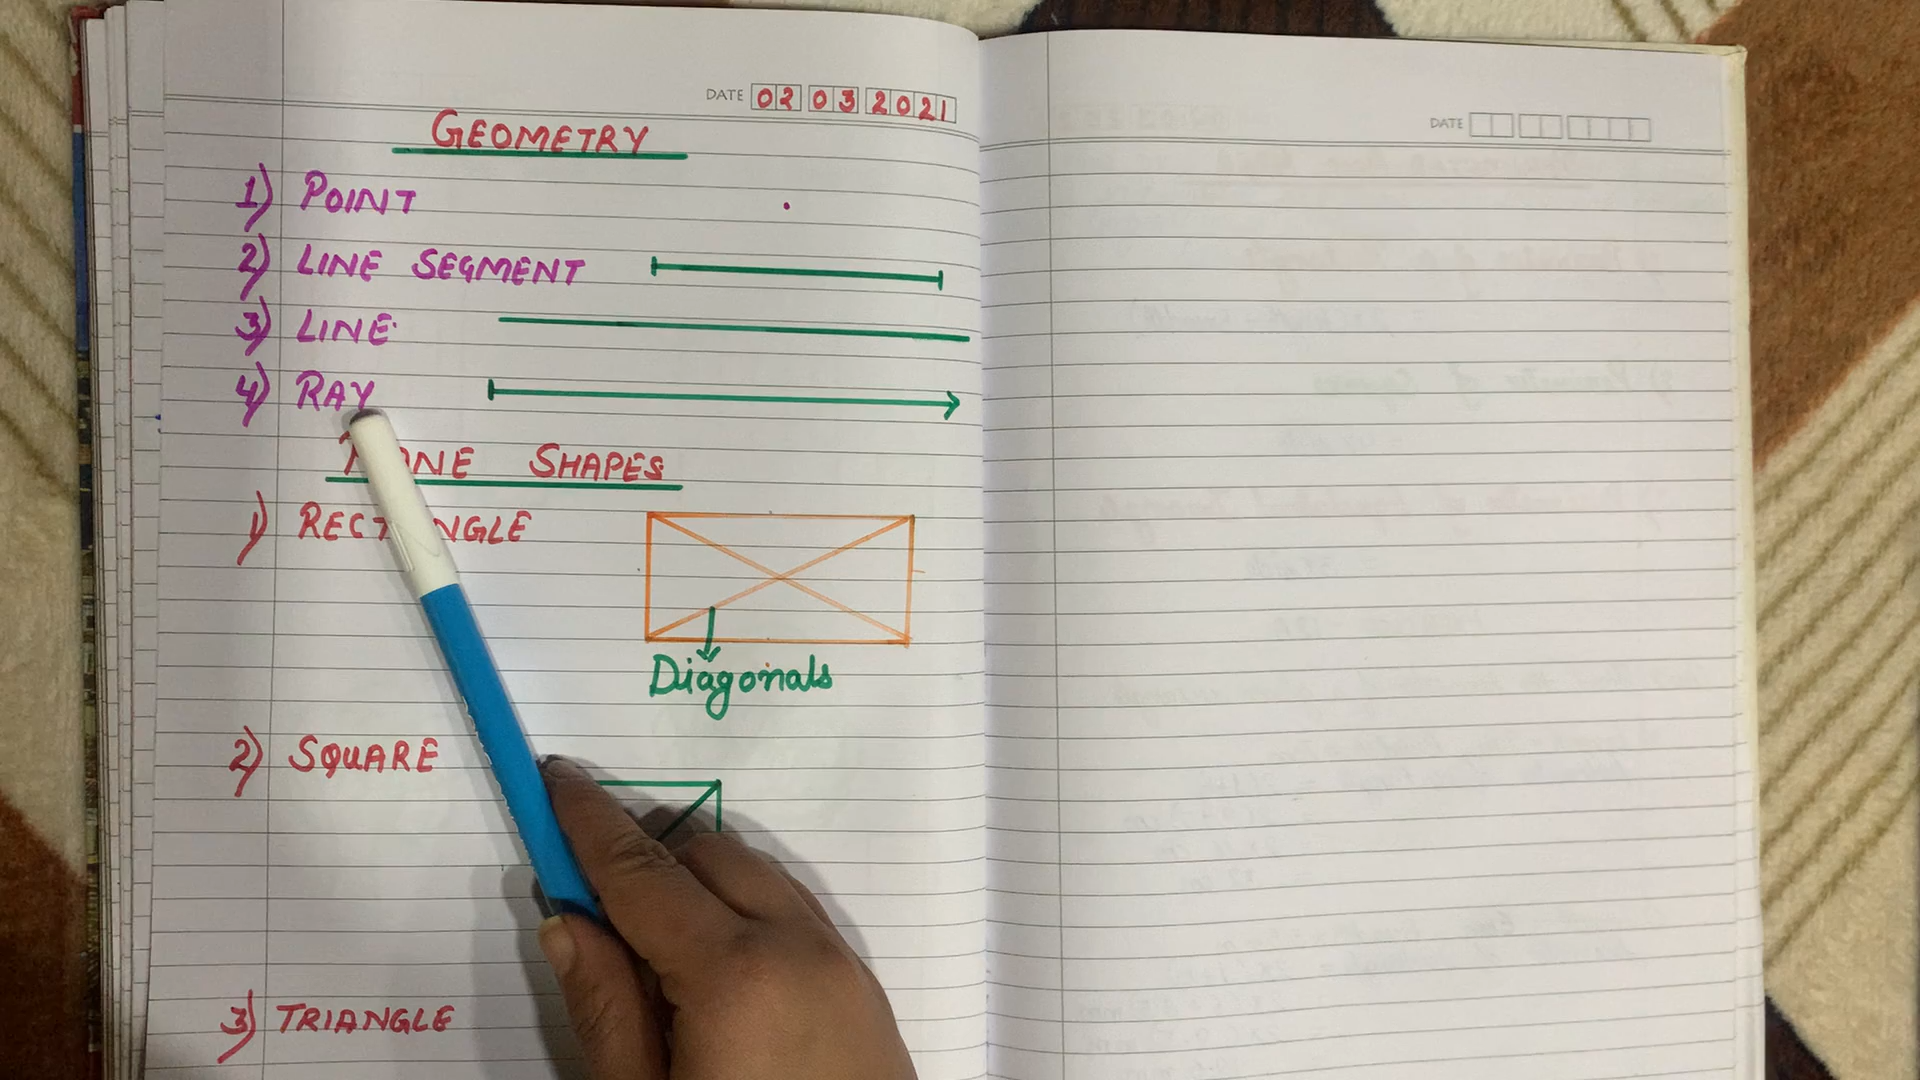 DATE 02 03 2021
GEOMETRY
1) POINT
2) LINE SEGMENT
3) LINE
4) RAY
SHAPES
1)
Diagonals
2) SQUARE
3) TRIANGLE
DATE